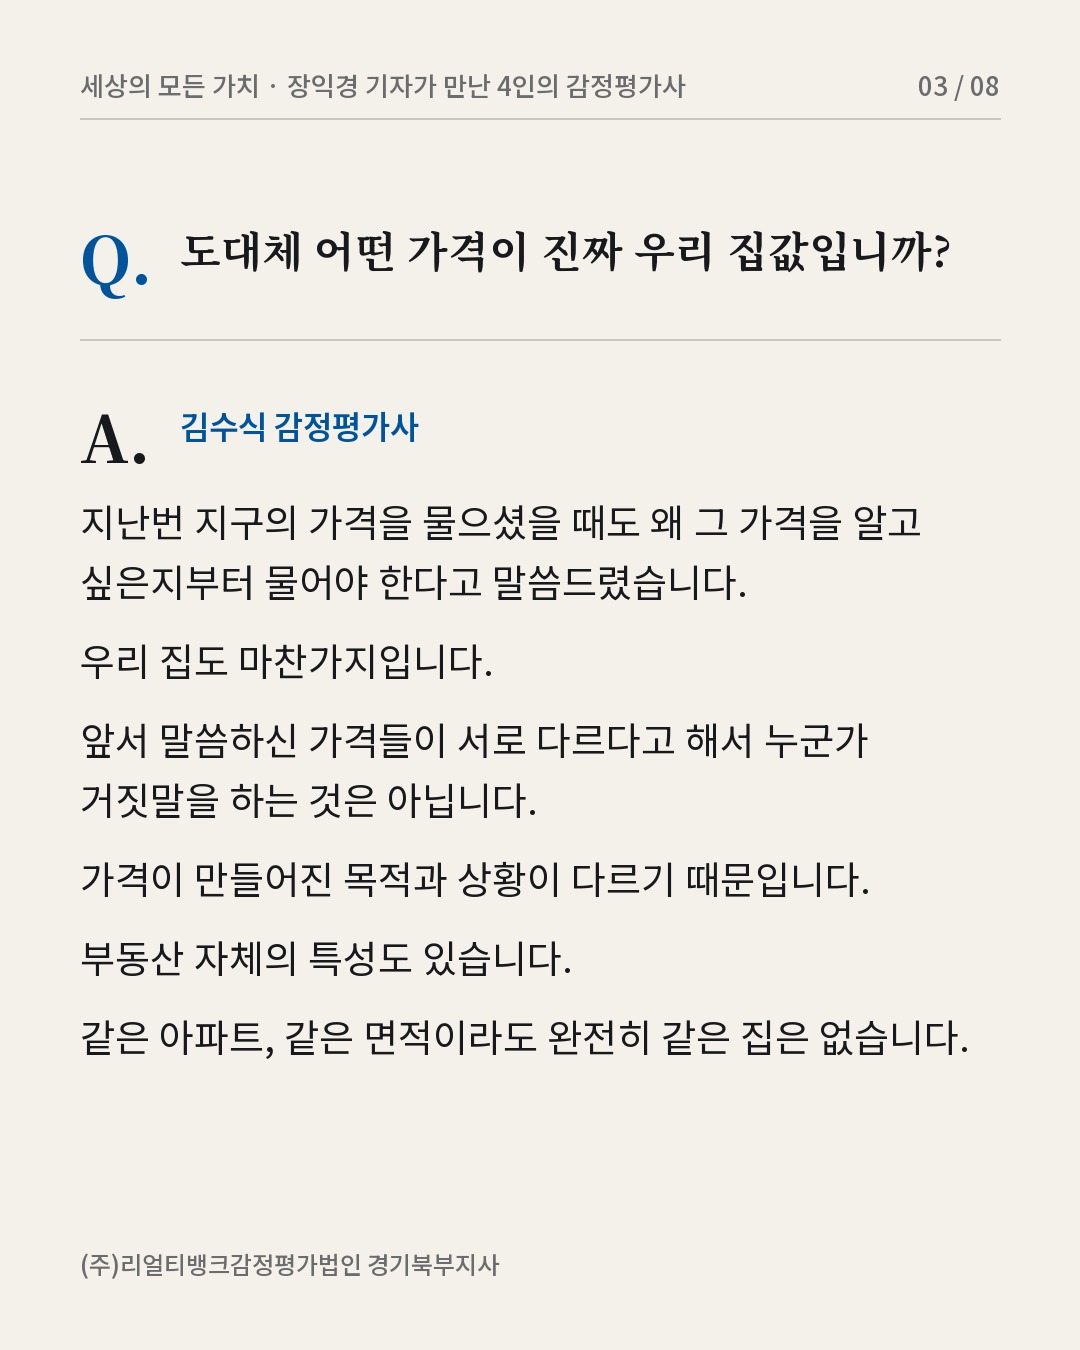 세상의 모든 가치 · 장익경 기자가 만난 4인의 감정평가사
03 / 08
Q. 도대체 어떤 가격이 진짜 우리 집값입니까?
A. 김수식 감정평가사
지난번 지구의 가격을 물으셨을 때도 왜 그 가격을 알고
싶은지부터 물어야 한다고 말씀드렸습니다.
우리 집도 마찬가지입니다.
앞서 말씀하신 가격들이 서로 다르다고 해서 누군가
거짓말을 하는 것은 아닙니다.
가격이 만들어진 목적과 상황이 다르기 때문입니다.
부동산 자체의 특성도 있습니다.
같은 아파트, 같은 면적이라도 완전히 같은 집은 없습니다.
(주)리얼티뱅크감정평가법인 경기북부지사